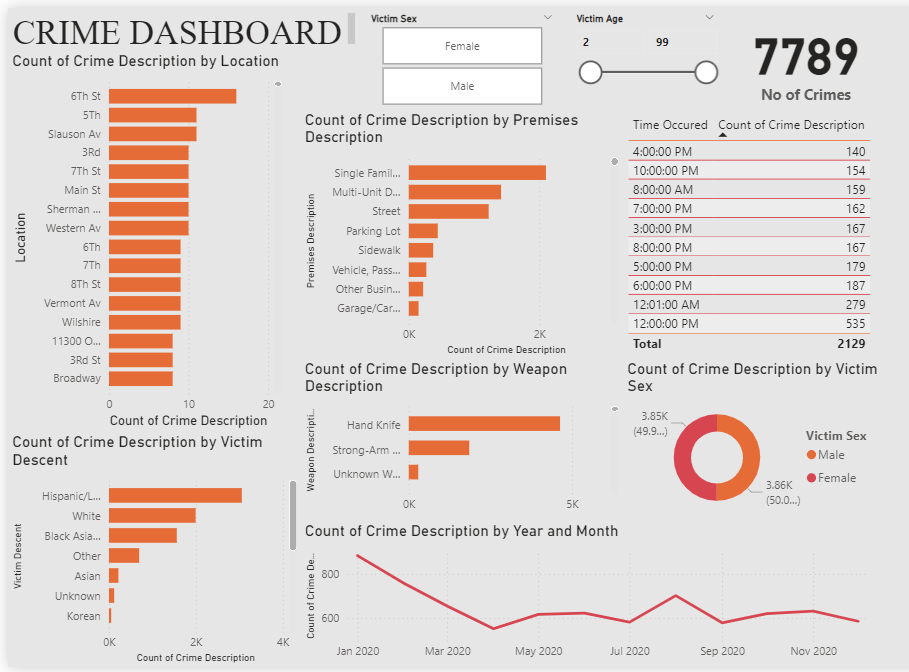 CRIME DASHBOARD
Victim Sex
Female
Male
Victim Age
2 99
7789
No of Crimes
Count of Crime Description by Location
Location
6Th St
5Th
Slauson Av
3Rd
7Th St
Main St
Sherman ...
Western Av
6Th
7Th
8Th St
Vermont Av
Wilshire
11300 O...
3Rd St
Broadway
0 10 20
Count of Crime Description
Count of Crime Description by Premises
Description
Premises Description
Single Famil...
Multi-Unit D...
Street
Parking Lot
Sidewalk
Vehicle, Pass...
Other Busin...
Garage/Car...
0K 2K
Count of Crime Description
Time Occured Count of Crime Description
4:00:00 PM 140
10:00:00 PM 154
8:00:00 AM 159
7:00:00 PM 162
3:00:00 PM 167
8:00:00 PM 167
5:00:00 PM 179
6:00:00 PM 187
12:01:00 AM 279
12:00:00 PM 535
Total 2129
Count of Crime Description by Weapon
Description
Weapon Descripti...
Hand Knife
Strong-Arm ...
Unknown W...
0K 5K
Count of Crime Description by Victim
Sex
3.85K
(49.9...)
3.86K
(50.0...)
Victim Sex
Male
Female
Count of Crime Description by Victim
Descent
Victim Descent
Hispanic/L...
White
Black Asia...
Other
Asian
Unknown
Korean
0K 2K 4K
Count of Crime Description
Count of Crime Description by Year and Month
Count of Crime De...
800
600
Jan 2020 Mar 2020 May 2020 Jul 2020 Sep 2020 Nov 2020